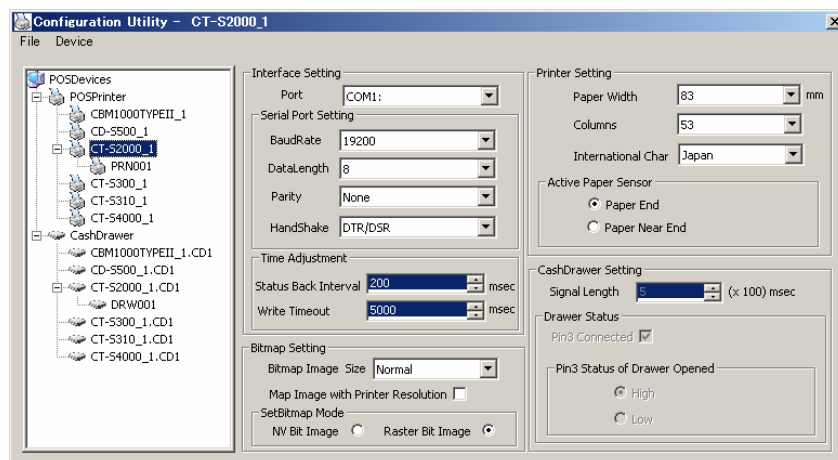 Configuration Utility - CT-S2000_1
File Device
POSDevices
POSPrinter
CBM1000TYPEII_1
CD-S500_1
CT-S2000_1
PRN001
CT-S300_1
CT-S310_1
CT-S4000_1
CashDrawer
CBM1000TYPEII_1.CD1
CD-S500_1.CD1
CT-S2000_1.CD1
DRW001
CT-S300_1.CD1
CT-S310_1.CD1
CT-S4000_1.CD1
Interface Setting
Port COM1:
Serial Port Setting
BaudRate 19200
DataLength 8
Parity None
HandShake DTR/DSR
Time Adjustment
Status Back Interval 200 msec
Write Timeout 5000 msec
Bitmap Setting
Bitmap Image Size Normal
Map Image with Printer Resolution
SetBitmap Mode
NV Bit Image Raster Bit Image
Printer Setting
Paper Width 83 mm
Columns 53
International Char Japan
Active Paper Sensor
Paper End
Paper Near End
CashDrawer Setting
Signal Length 5 (x 100) msec
Drawer Status
Pin3 Connected
Pin3 Status of Drawer Opened
High
Low